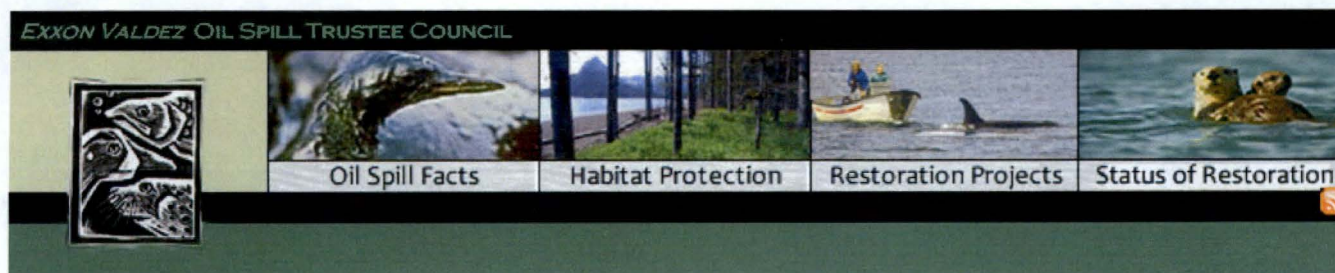 EXXON VALDEZ OIL SPILL TRUSTEE COUNCIL
Oil Spill Facts
Habitat Protection
Restoration Projects
Status of Restoration